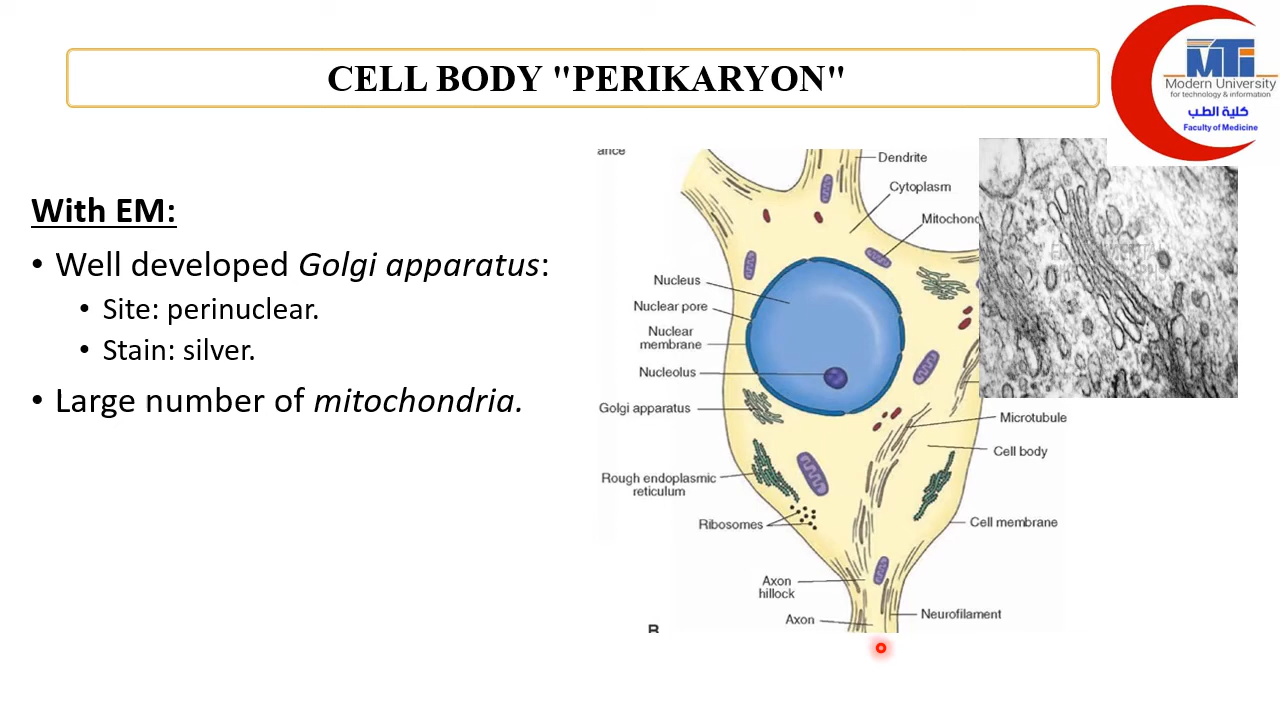 CELL BODY "PERIKARYON"
MTi
Modern University
for technology & information
كلية الطب
Faculty of Medicine
With EM:
• Well developed Golgi apparatus:
• Site: perinuclear.
• Stain: silver.
• Large number of mitochondria.
ance
Dendrite
Cytoplasm
Mitochond
Nucleus
Nuclear pore
Nuclear
membrane
Nucleolus
Golgi apparatus
Rough endoplasmic
reticulum
Ribosomes
Axon
hillock
Axon
Microtubule
Cell body
Cell membrane
Neurofilament
B